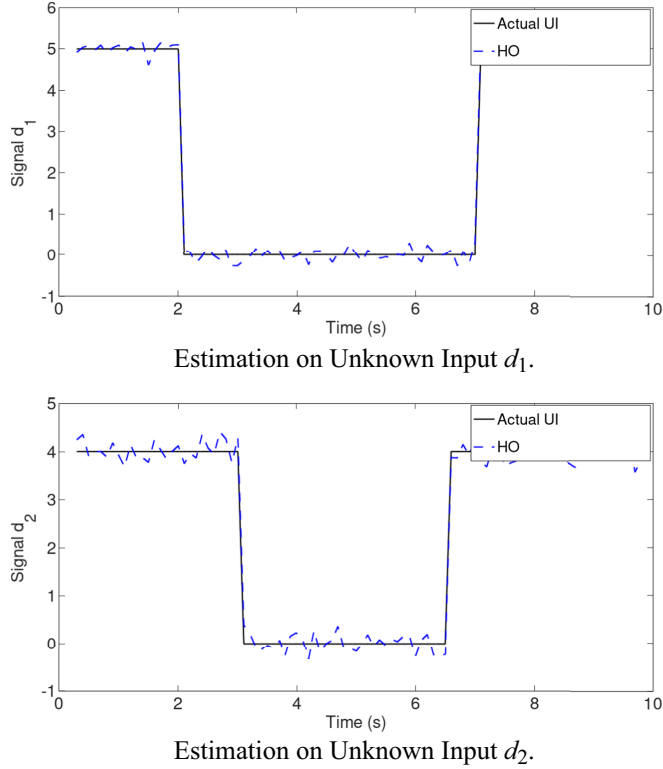 6
5
4
3
2
1
0
-1
Signal d1
0 2 4 6 8 10
Time (s)
Actual UI
HO
Estimation on Unknown Input d1.
5
4
3
2
1
0
-1
Signal d2
0 2 4 6 8 10
Time (s)
Actual UI
HO
Estimation on Unknown Input d2.